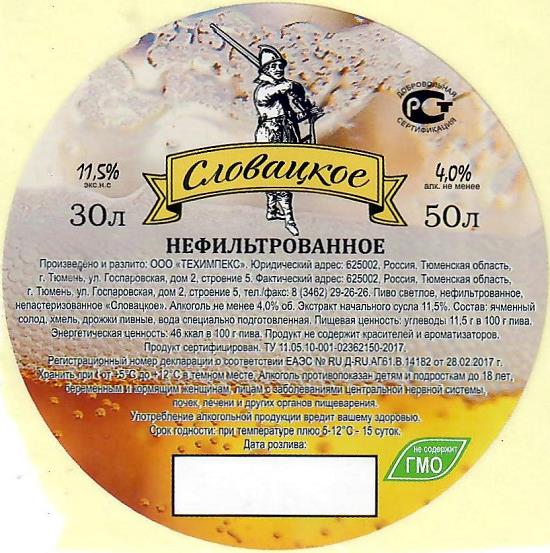 ДОБРОВОЛЬНАЯ
РСТ
СЕРТИФИКАЦИЯ
11,5%
экс.н.с
4,0%
алк. не менее
Словацкое
30л
50л
НЕФИЛЬТРОВАННОЕ
Произведено и разлито: ООО «ТЕХИМПЕКС». Юридический адрес: 625002, Россия, Тюменская область,
г. Тюмень, ул. Госпаровская, дом 2, строение 5. Фактический адрес: 625002, Россия, Тюменская область,
г. Тюмень, ул. Госпаровская, дом 2, строение 5, тел./факс: 8 (3462) 29-26-26. Пиво светлое, нефильтрованное,
непастеризованное «Словацкое». Алкоголь не менее 4,0% об. Экстракт начального сусла 11,5%. Состав: ячменный
солод, хмель, дрожжи пивные, вода специально подготовленная. Пищевая ценность: углеводы 11,5 г в 100 г пива.
Энергетическая ценность: 46 ккал в 100 г пива. Продукт не содержит красителей и ароматизаторов.
Продукт сертифицирован. ТУ 11.05.10-001-02362150-2017.
Регистрационный номер декларации о соответствии ЕАЭС № RU Д-RU.АГ61.В.14182 от 28.02.2017 г.
Хранить при t от +5°С до +12°С в темном месте. Алкоголь противопоказан детям и подросткам до 18 лет,
беременным и кормящим женщинам, лицам с заболеваниями центральной нервной системы,
почек, печени и других органов пищеварения.
Употребление алкогольной продукции вредит вашему здоровью.
Срок годности: при температуре плюс 5-12°С - 15 суток.
Дата розлива:
не содержит
ГМО